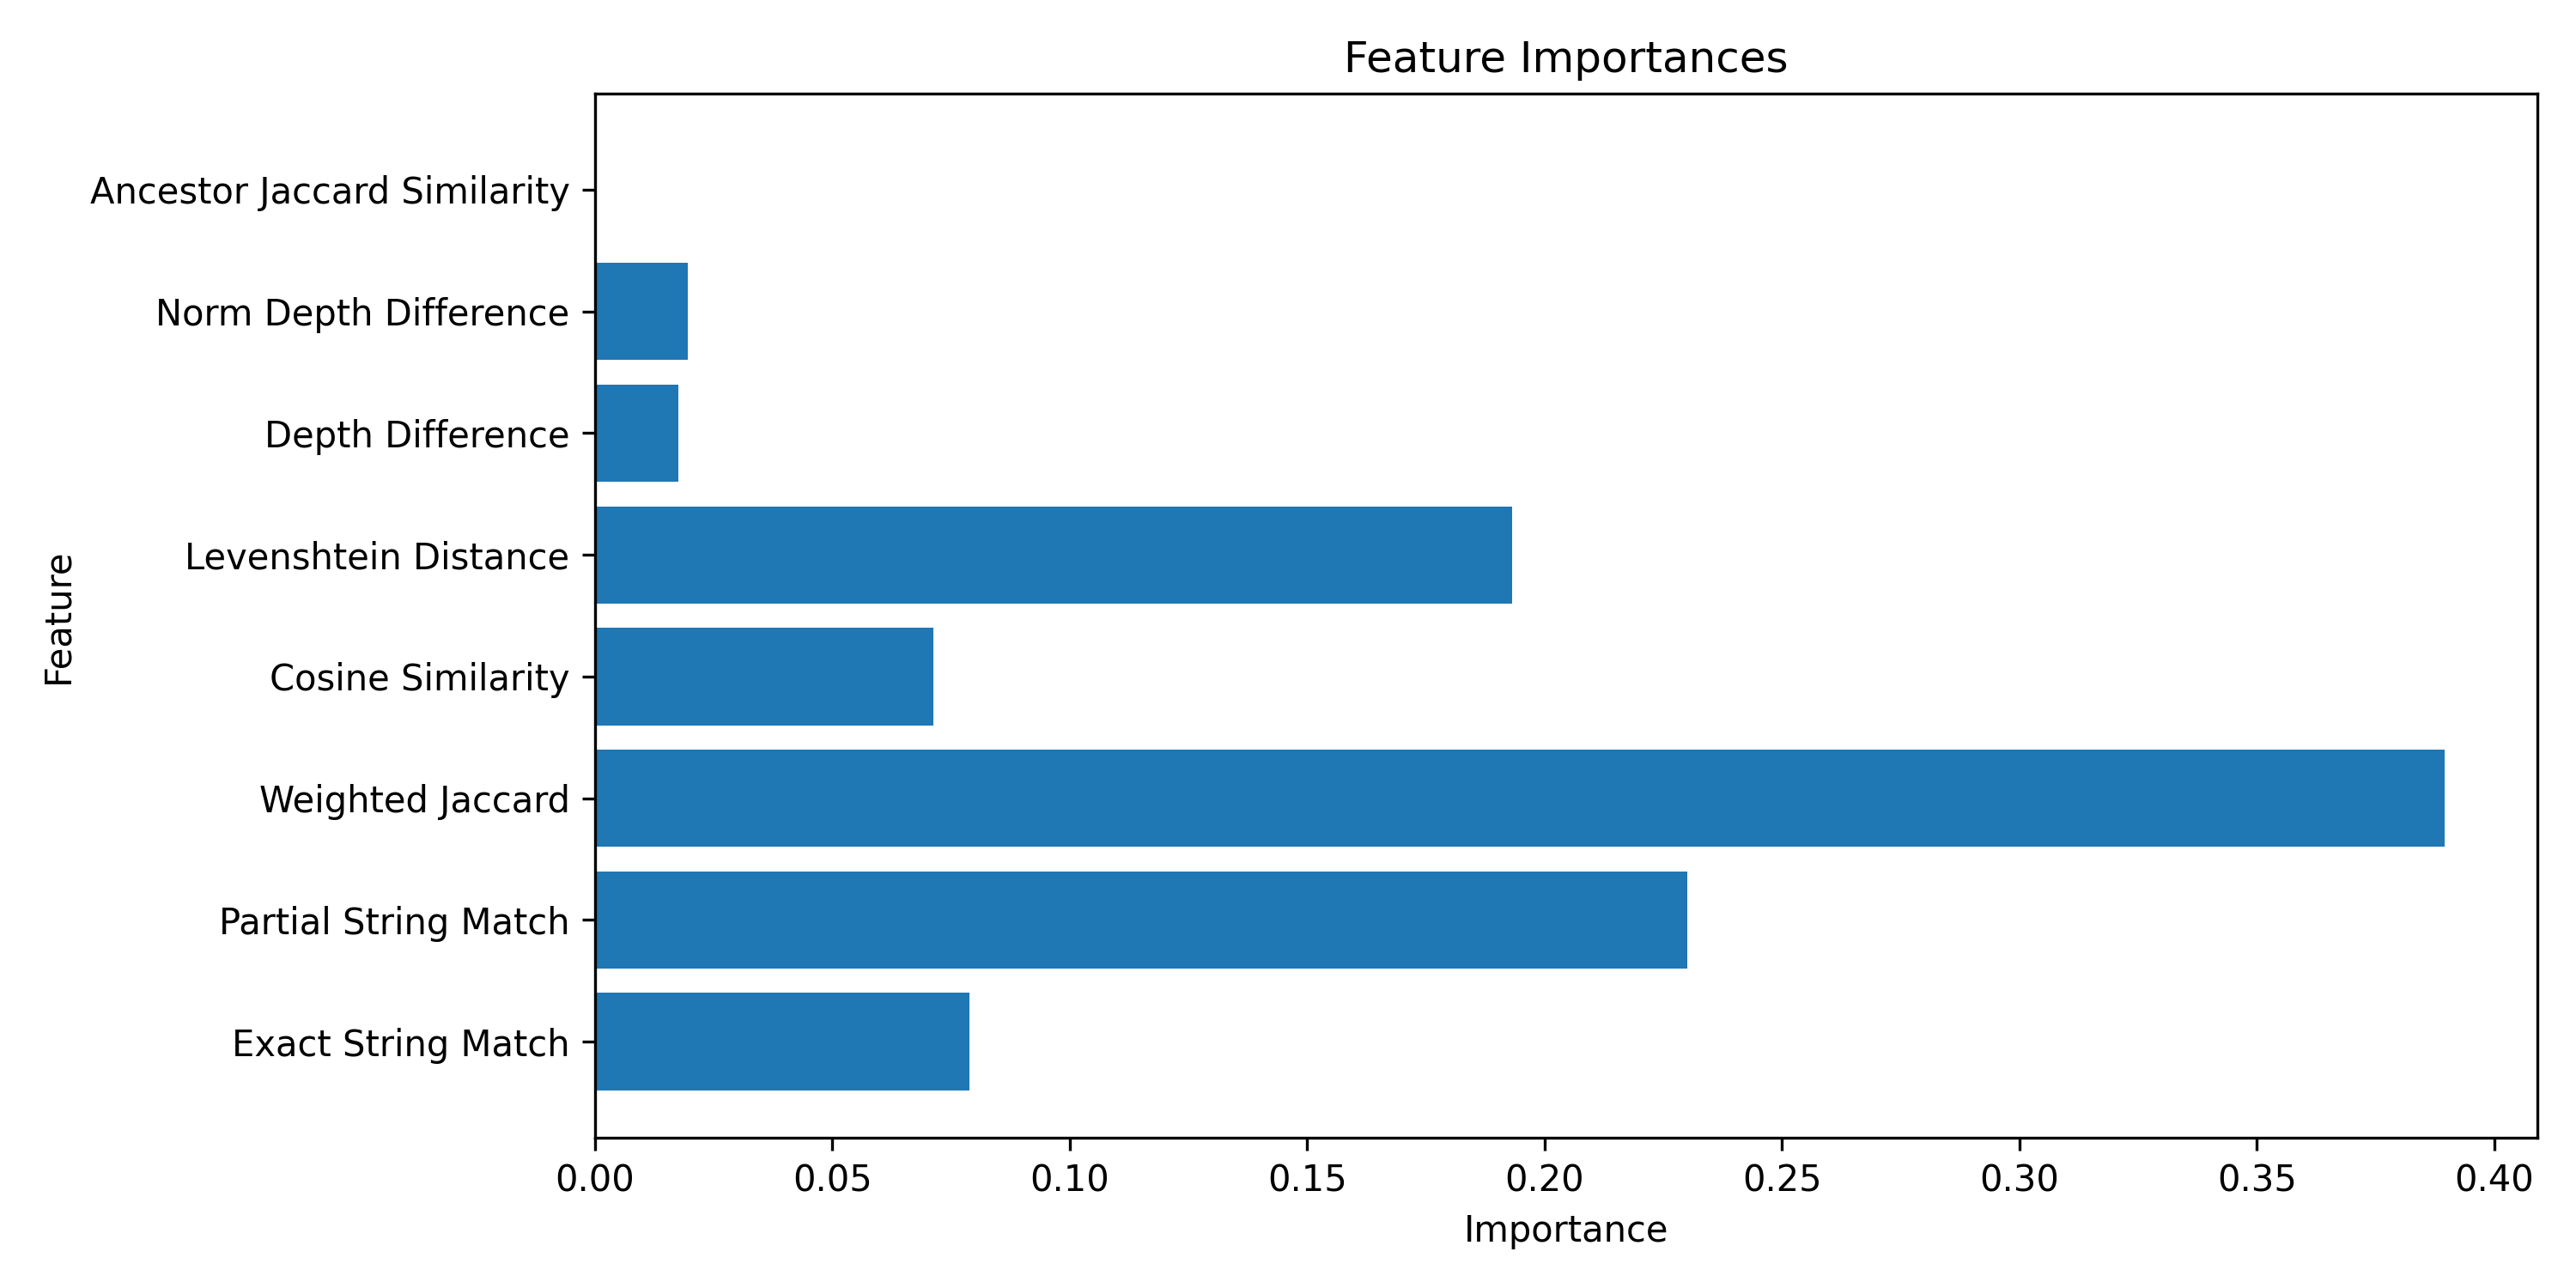 Feature Importances
Ancestor Jaccard Similarity
Norm Depth Difference
Depth Difference
Levenshtein Distance
Cosine Similarity
Weighted Jaccard
Partial String Match
Exact String Match
Feature
0.00 0.05 0.10 0.15 0.20 0.25 0.30 0.35 0.40
Importance